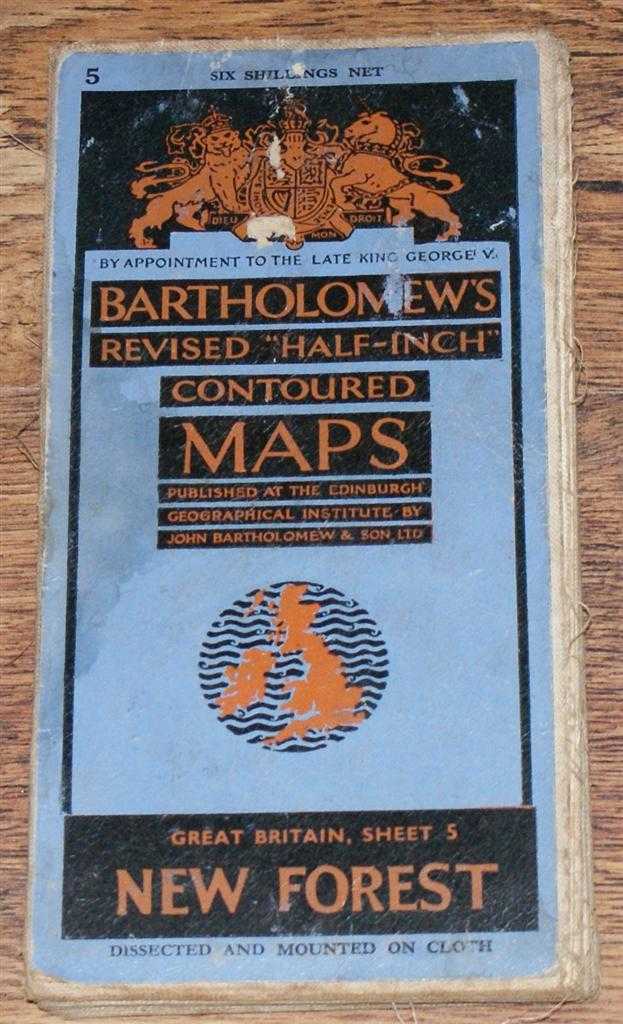 5
SIX SHILLINGS NET
DIEU ET MON DROIT
BY APPOINTMENT TO THE LATE KING GEORGE V.
BARTHOLOMEW'S
REVISED "HALF-INCH"
CONTOURED
MAPS
PUBLISHED AT THE EDINBURGH
GEOGRAPHICAL INSTITUTE BY
JOHN BARTHOLOMEW & SON LTD
GREAT BRITAIN, SHEET 5
NEW FOREST
DISSECTED AND MOUNTED ON CLOTH